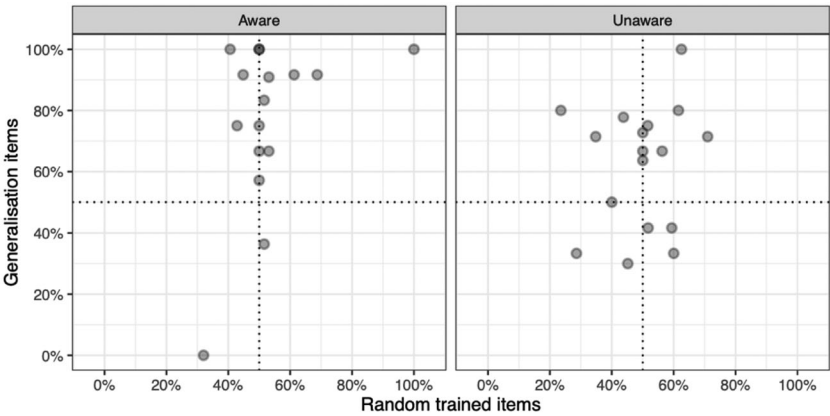 Aware
Unaware
Generalisation items
100%
80%
60%
40%
20%
0%
0% 20% 40% 60% 80% 100%
0% 20% 40% 60% 80% 100%
Random trained items